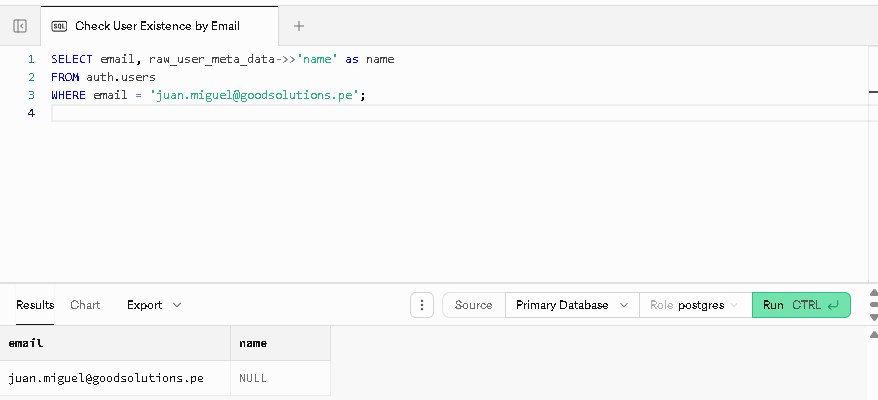 SQL Check User Existence by Email +
1 SELECT email, raw_user_meta_data->>'name' as name
2 FROM auth.users
3 WHERE email = 'juan.miguel@goodsolutions.pe';
4
Results Chart Export Source Primary Database Role postgres Run CTRL ↵
email name
juan.miguel@goodsolutions.pe NULL